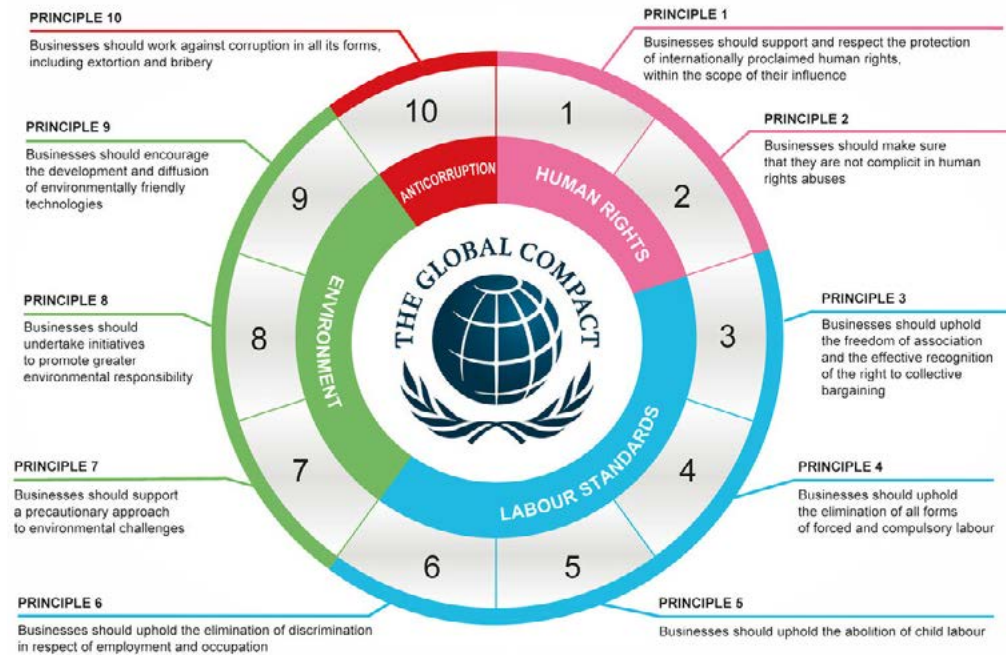 PRINCIPLE 10
Businesses should work against corruption in all its forms,
including extortion and bribery
PRINCIPLE 1
Businesses should support and respect the protection
of internationally proclaimed human rights,
within the scope of their influence
PRINCIPLE 9
Businesses should encourage
the development and diffusion
of environmentally friendly
technologies
PRINCIPLE 2
Businesses should make sure
that they are not complicit in human
rights abuses
PRINCIPLE 8
Businesses should
undertake initiatives
to promote greater
environmental responsibility
PRINCIPLE 3
Businesses should uphold
the freedom of association
and the effective recognition
of the right to collective
bargaining
PRINCIPLE 7
Businesses should support
a precautionary approach
to environmental challenges
PRINCIPLE 4
Businesses should uphold
the elimination of all forms
of forced and compulsory labour
PRINCIPLE 6
Businesses should uphold the elimination of discrimination
in respect of employment and occupation
PRINCIPLE 5
Businesses should uphold the abolition of child labour
10
1
9
2
8
3
7
4
6
5
ANTICORRUPTION
HUMAN RIGHTS
ENVIRONMENT
LABOUR STANDARDS
THE GLOBAL COMPACT